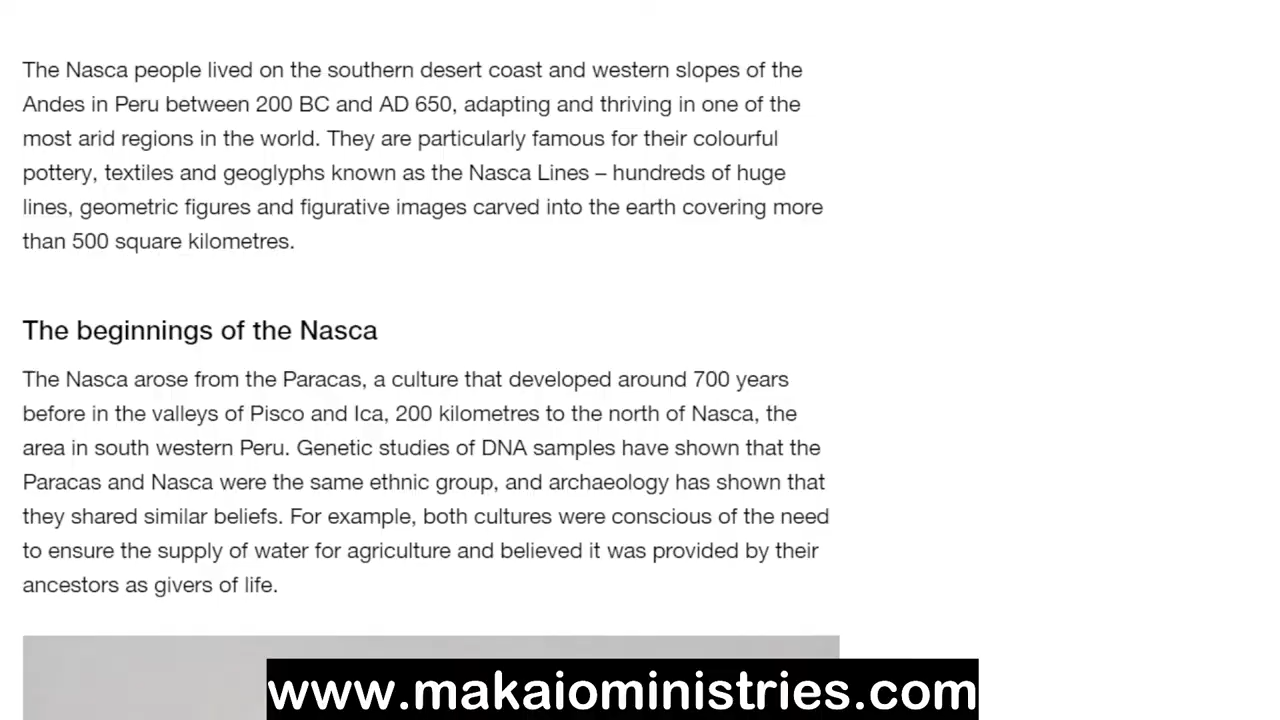 The Nasca people lived on the southern desert coast and western slopes of the
Andes in Peru between 200 BC and AD 650, adapting and thriving in one of the
most arid regions in the world. They are particularly famous for their colourful
pottery, textiles and geoglyphs known as the Nasca Lines – hundreds of huge
lines, geometric figures and figurative images carved into the earth covering more
than 500 square kilometres.
The beginnings of the Nasca
The Nasca arose from the Paracas, a culture that developed around 700 years
before in the valleys of Pisco and Ica, 200 kilometres to the north of Nasca, the
area in south western Peru. Genetic studies of DNA samples have shown that the
Paracas and Nasca were the same ethnic group, and archaeology has shown that
they shared similar beliefs. For example, both cultures were conscious of the need
to ensure the supply of water for agriculture and believed it was provided by their
ancestors as givers of life.
www.makaioministries.com